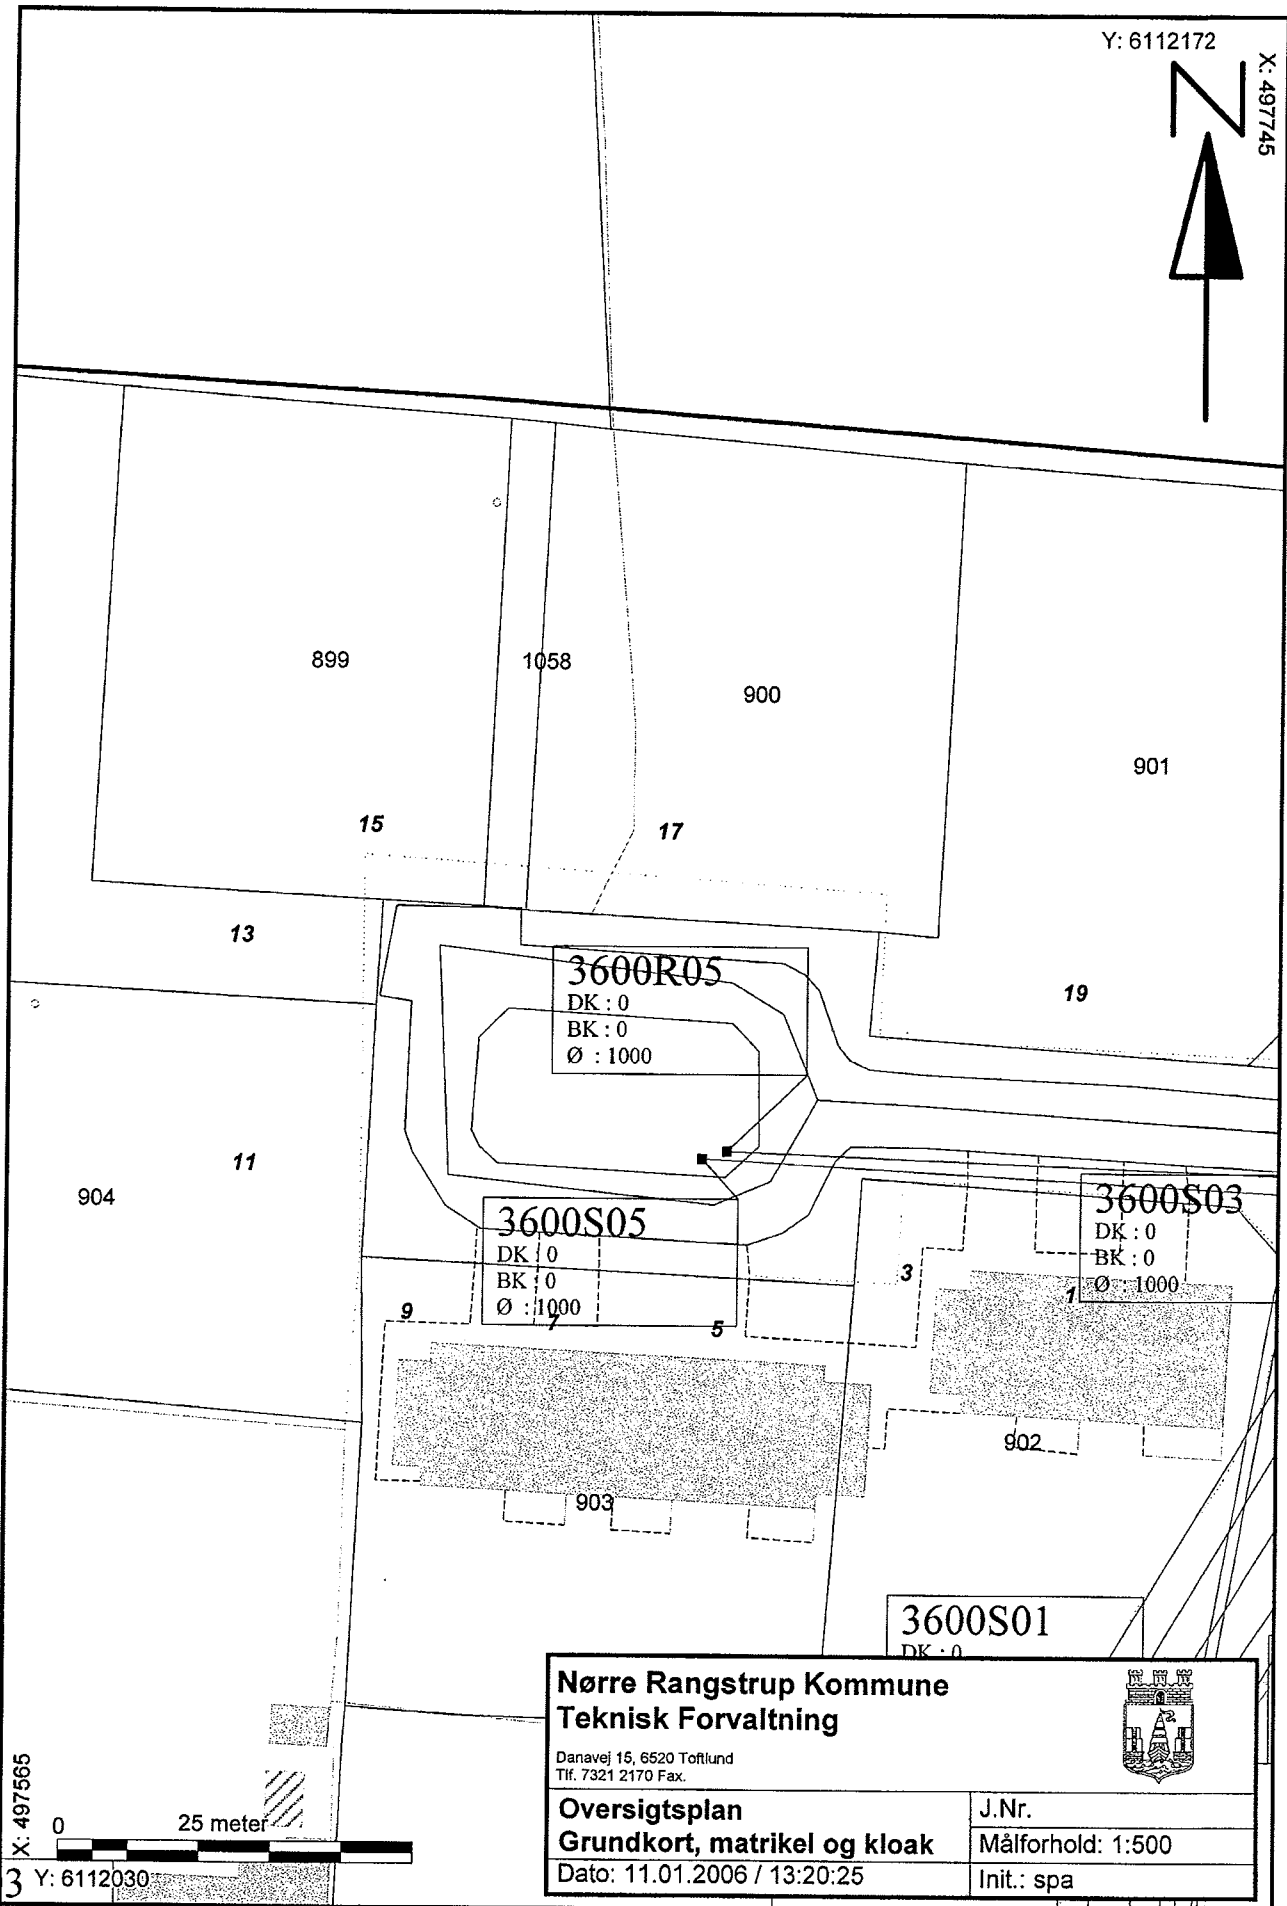 Y: 6112172
X: 497745
N
899
1058
900
901
15
17
13
19
3600R05
DK : 0
BK : 0
Ø : 1000
11
904
3600S03
DK : 0
BK : 0
Ø : 1000
3600S05
DK : 0
BK : 0
Ø : 1000
3
1
9
7
5
902
903
3600S01
DK : 0
Nørre Rangstrup Kommune
Teknisk Forvaltning
Danavej 15, 6520 Toftlund
Tlf. 7321 2170 Fax.
Oversigtsplan
Grundkort, matrikel og kloak
Dato: 11.01.2006 / 13:20:25
J.Nr.
Målforhold: 1:500
Init.: spa
X: 497565
0
25 meter
3
Y: 6112030